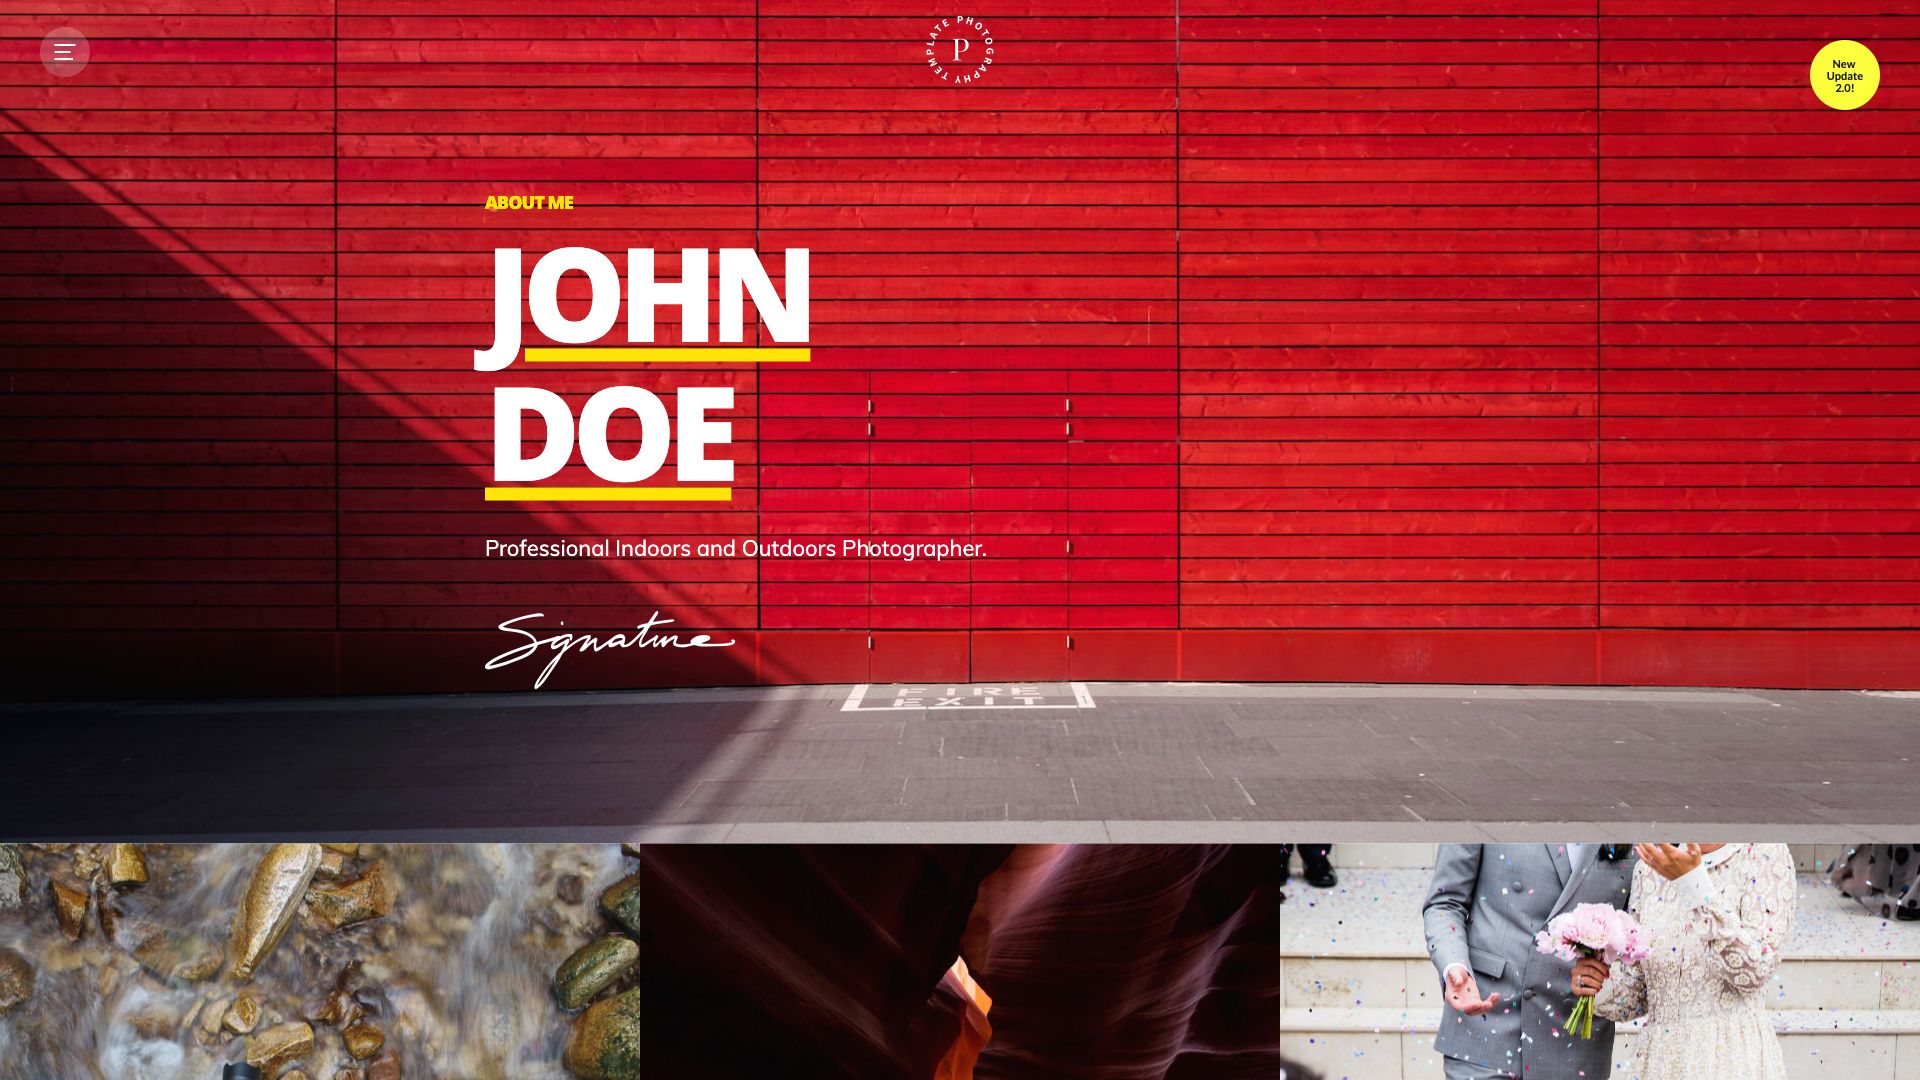 PHOTOGRAPHY TEMPLATE
P
New
Update
2.0!
ABOUT ME
JOHN
DOE
Professional Indoors and Outdoors Photographer.
Signature
FIRE
EXIT